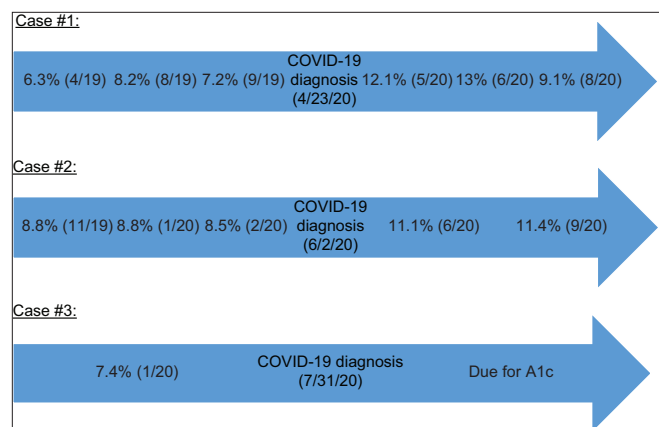 Case #1:
COVID-19
diagnosis
6.3% (4/19) 8.2% (8/19) 7.2% (9/19) 12.1% (5/20) 13% (6/20) 9.1% (8/20)
(4/23/20)
Case #2:
COVID-19
8.8% (11/19) 8.8% (1/20) 8.5% (2/20) diagnosis 11.1% (6/20) 11.4% (9/20)
(6/2/20)
Case #3:
7.4% (1/20) COVID-19 diagnosis Due for A1c
(7/31/20)